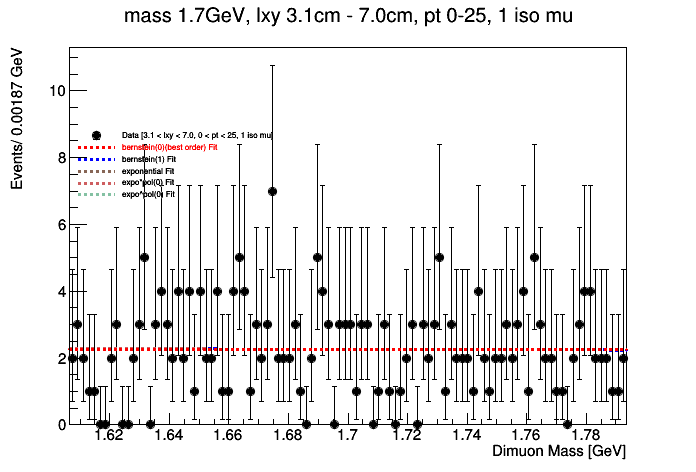 mass 1.7GeV, lxy 3.1cm - 7.0cm, pt 0-25, 1 iso mu
Events/ 0.00187 GeV
10
8
6
4
2
0
Data [3.1 < lxy < 7.0, 0 < pt < 25, 1 iso mu]
bernstein(0)(best order) Fit
bernstein(1) Fit
exponential Fit
expo*pol(0) Fit
expo*pol(0) Fit
1.62 1.64 1.66 1.68 1.7 1.72 1.74 1.76 1.78
Dimuon Mass [GeV]